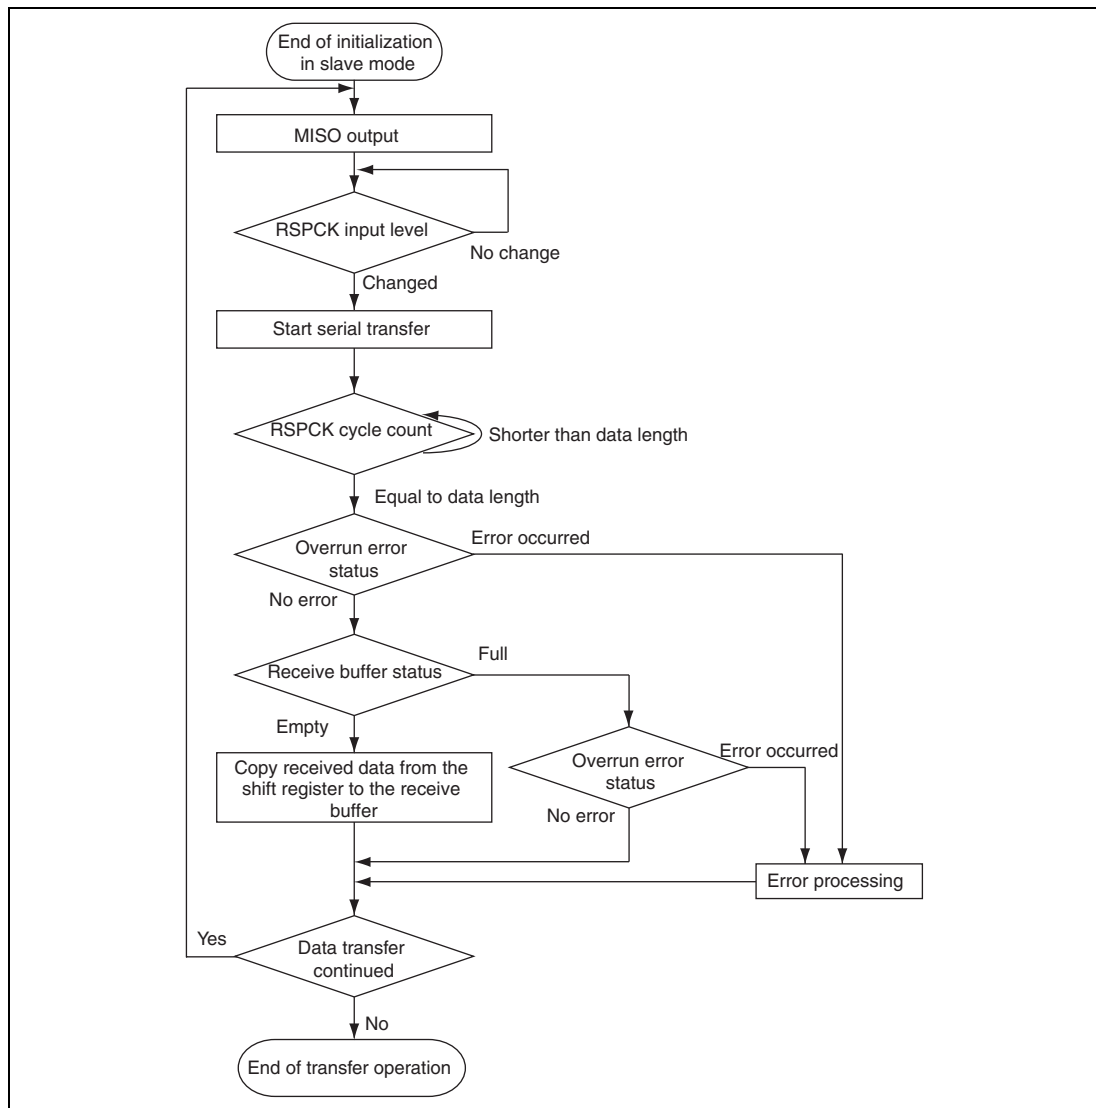 End of initialization
in slave mode
MISO output
RSPCK input level
No change
Changed
Start serial transfer
RSPCK cycle count
Shorter than data length
Equal to data length
Overrun error
status
Error occurred
No error
Receive buffer status
Full
Empty
Copy received data from the
shift register to the receive
buffer
Overrun error
status
Error occurred
No error
Error processing
Yes
Data transfer
continued
No
End of transfer operation